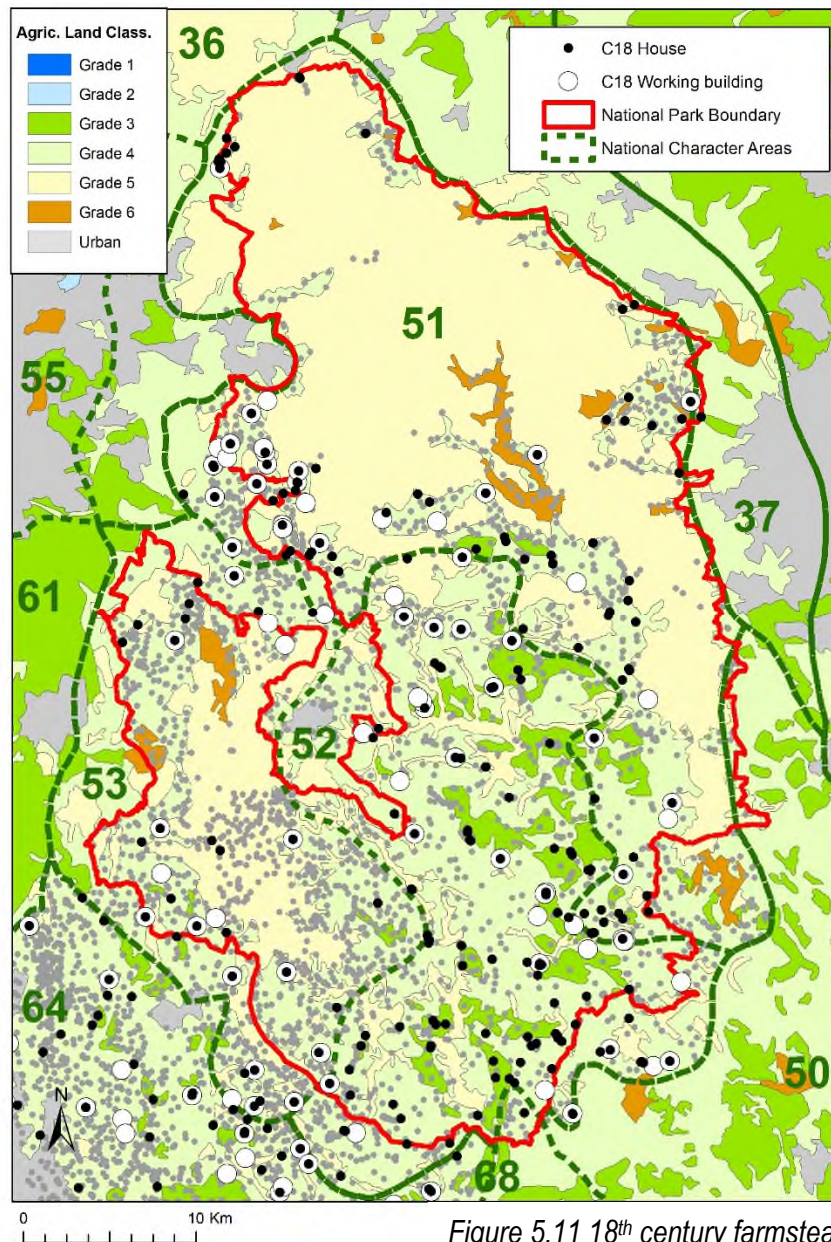 Agric. Land Class.
Grade 1
Grade 2
Grade 3
Grade 4
Grade 5
Grade 6
Urban
C18 House
C18 Working building
National Park Boundary
National Character Areas
36
51
55
37
61
52
53
64
50
68
N
0 10 Km
Figure 5.11 18th century farmstea